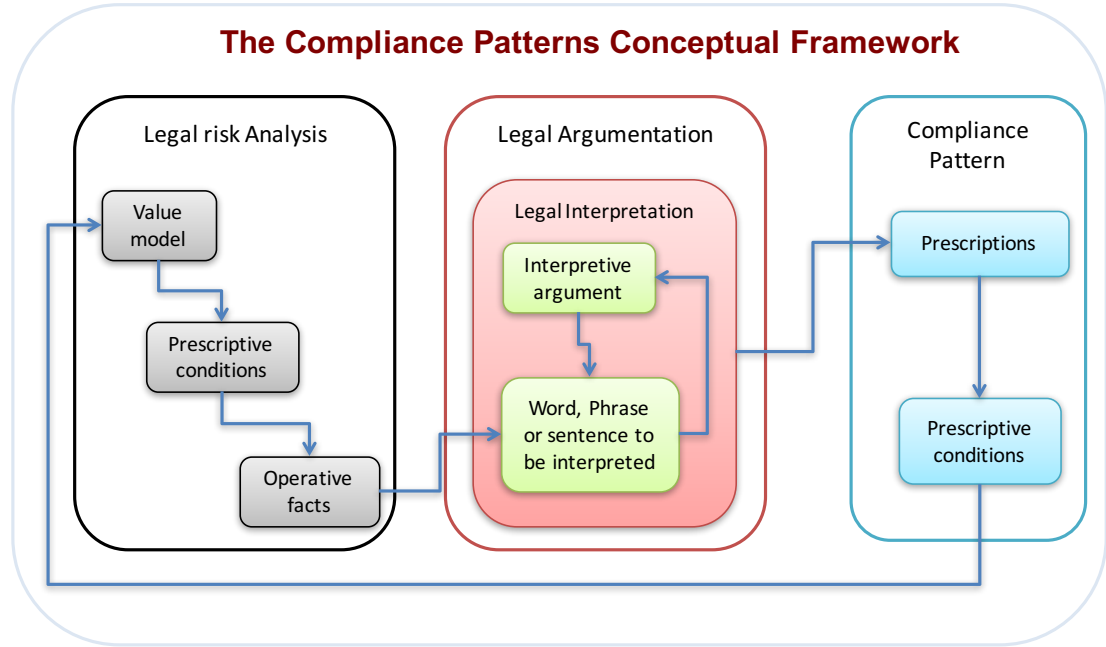 The Compliance Patterns Conceptual Framework
Legal risk Analysis
Value
model
Prescriptive
conditions
Operative
facts
Legal Argumentation
Legal Interpretation
Interpretive
argument
Word, Phrase
or sentence to
be interpreted
Compliance
Pattern
Prescriptions
Prescriptive
conditions